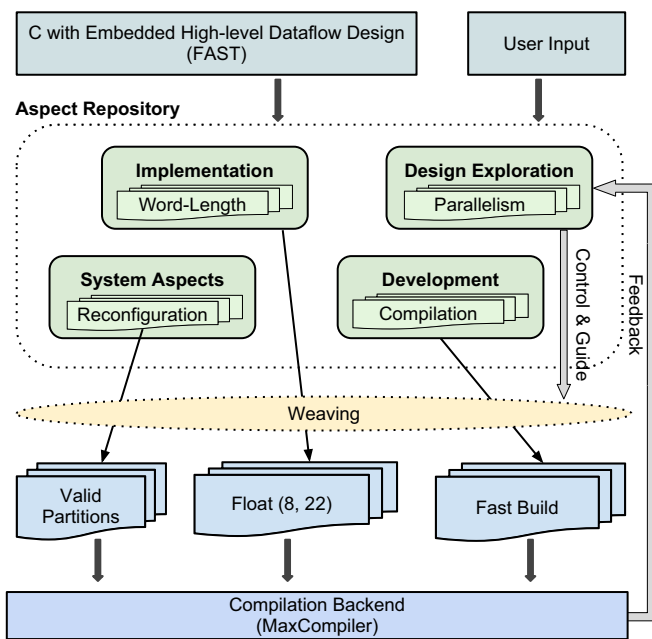 C with Embedded High-level Dataflow Design
(FAST)
User Input
Aspect Repository
Implementation
Word-Length
Design Exploration
Parallelism
System Aspects
Reconfiguration
Development
Compilation
Control & Guide
Feedback
Weaving
Valid
Partitions
Float (8, 22)
Fast Build
Compilation Backend
(MaxCompiler)